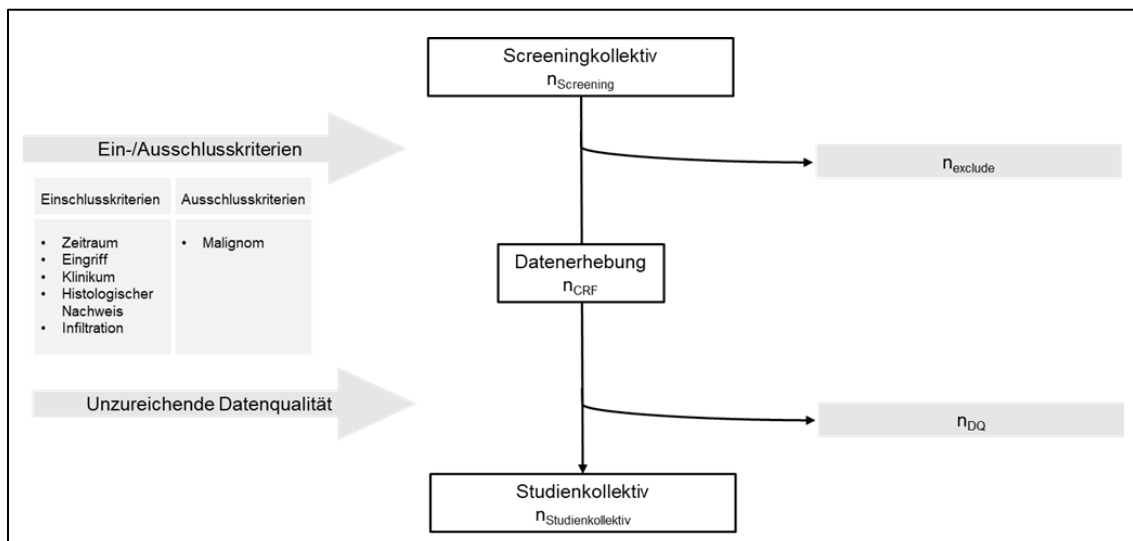 Screeningkollektiv
nScreening
Ein-/Ausschlusskriterien
nexclude
Einschlusskriterien
Ausschlusskriterien
• Zeitraum
• Eingriff
• Klinikum
• Histologischer
Nachweis
• Infiltration
• Malignom
Datenerhebung
nCRF
Unzureichende Datenqualität
nDQ
Studienkollektiv
nStudienkollektiv